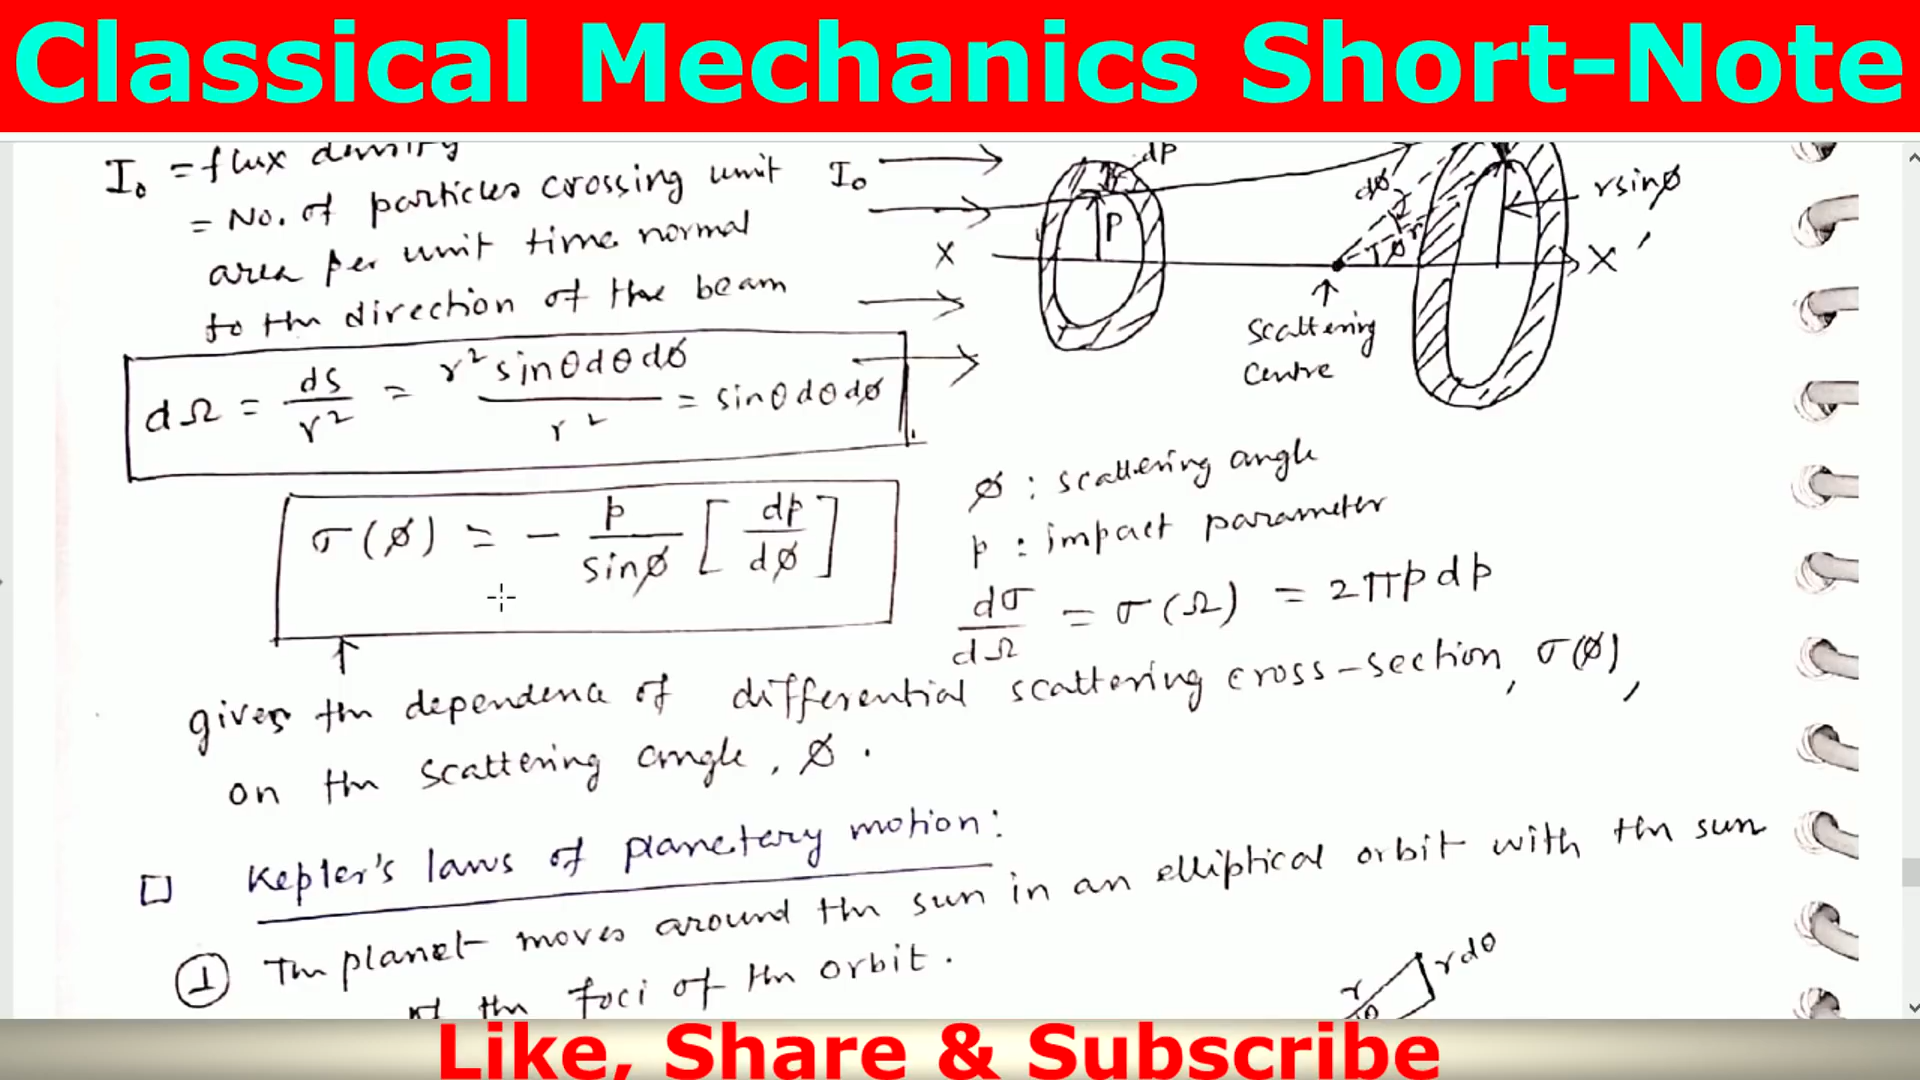 Classical Mechanics Short-Note
I₀ = flux density
= No. of particles crossing unit
area per unit time normal
to the direction of the beam
I₀
dp
p
X
dφ
r
φ
r sinφ
X′
Scattering
Centre
dΩ = ds/r² = r² sinθ dθ dφ / r² = sinθ dθ dφ
σ(φ) = - p/sinφ [dp/dφ]
φ : scattering angle
p : impact parameter
dσ/dΩ = σ(Ω) = 2πp dp
gives the dependence of differential scattering cross-section, σ(φ),
on the scattering angle, φ.
□ Kepler's laws of planetery motion:
① The planet moves around the sun in an elliptical orbit with the sun
the foci of the orbit.
r
r dθ
Like, Share & Subscribe